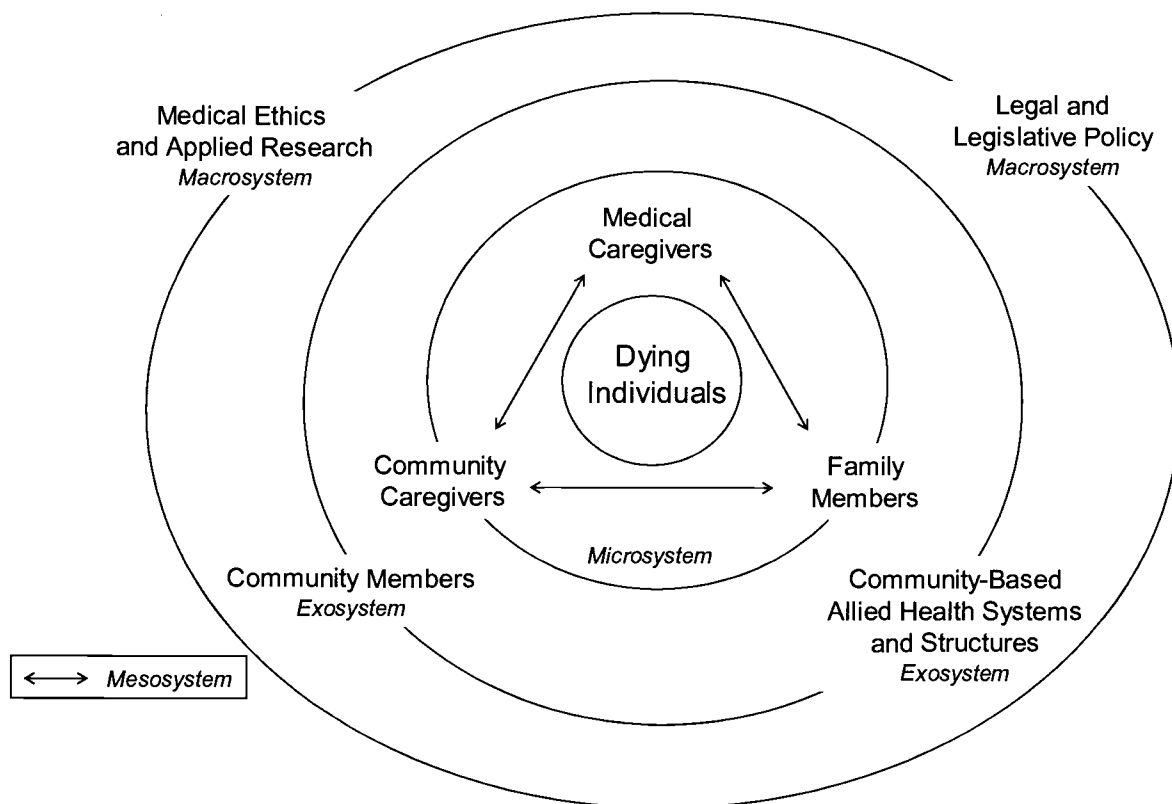 Medical Ethics
and Applied Research
Macrosystem
Legal and
Legislative Policy
Macrosystem
Medical
Caregivers
Dying
Individuals
Community
Caregivers
Family
Members
Microsystem
Community Members
Exosystem
Community-Based
Allied Health Systems
and Structures
Exosystem
Mesosystem